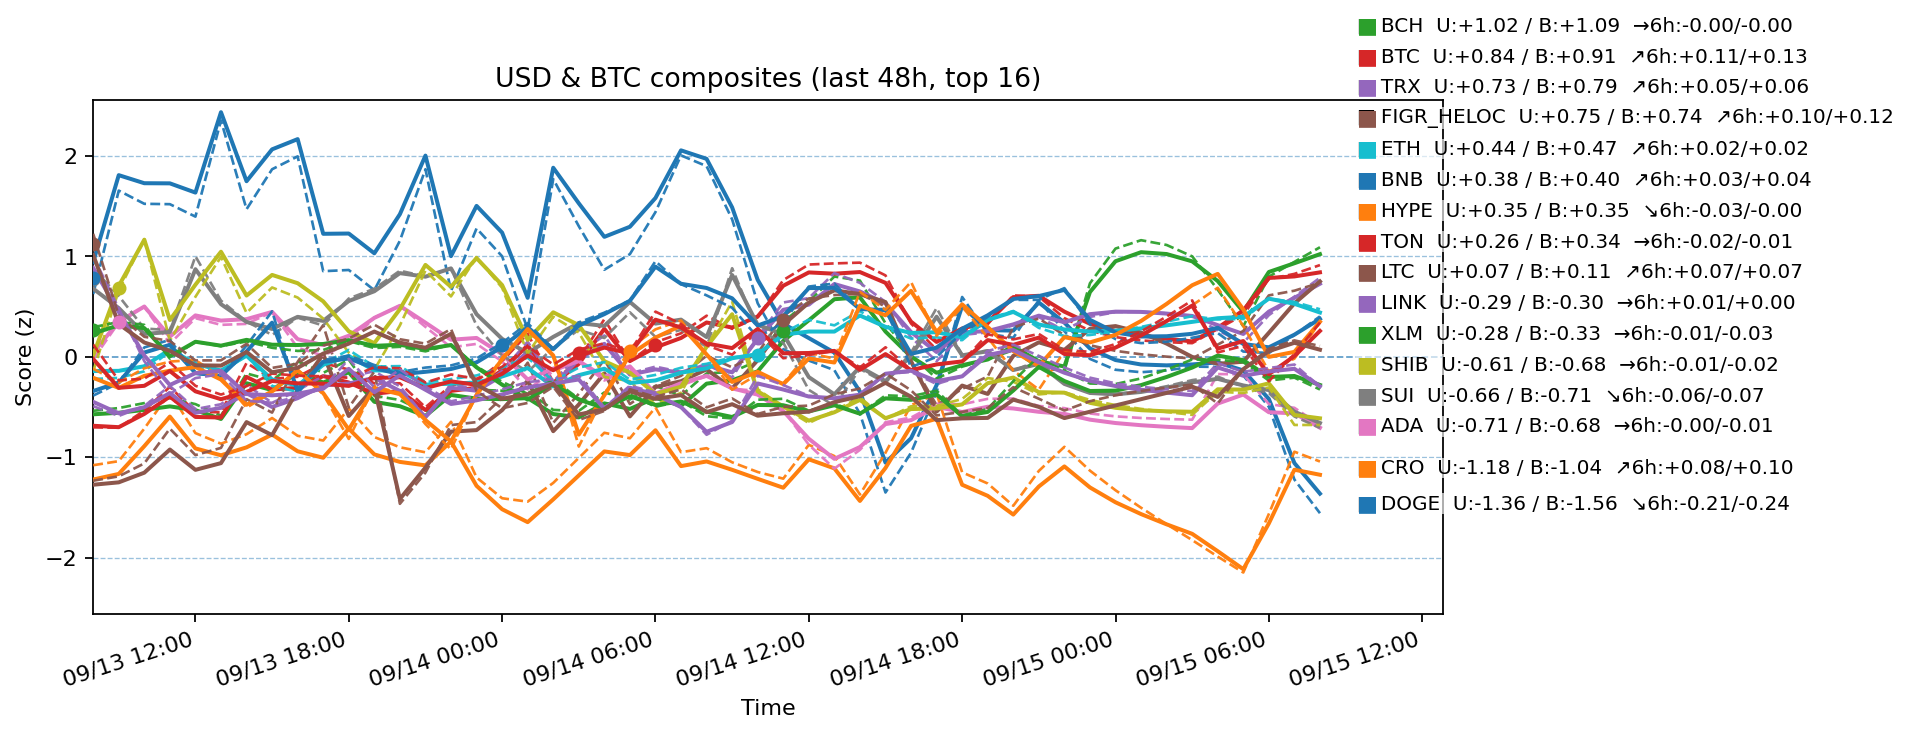 BCH  U:+1.02 / B:+1.09  →6h:-0.00/-0.00
BTC  U:+0.84 / B:+0.91  ↗6h:+0.11/+0.13
USD & BTC composites (last 48h, top 16)
TRX  U:+0.73 / B:+0.79  ↗6h:+0.05/+0.06
FIGR_HELOC  U:+0.75 / B:+0.74  ↗6h:+0.10/+0.12
ETH  U:+0.44 / B:+0.47  ↗6h:+0.02/+0.02
BNB  U:+0.38 / B:+0.40  ↗6h:+0.03/+0.04
HYPE  U:+0.35 / B:+0.35  ↘6h:-0.03/-0.00
TON  U:+0.26 / B:+0.34  →6h:-0.02/-0.01
LTC  U:+0.07 / B:+0.11  ↗6h:+0.07/+0.07
LINK  U:-0.29 / B:-0.30  →6h:+0.01/+0.00
XLM  U:-0.28 / B:-0.33  →6h:-0.01/-0.03
SHIB  U:-0.61 / B:-0.68  →6h:-0.01/-0.02
SUI  U:-0.66 / B:-0.71  ↘6h:-0.06/-0.07
ADA  U:-0.71 / B:-0.68  →6h:-0.00/-0.01
CRO  U:-1.18 / B:-1.04  ↗6h:+0.08/+0.10
DOGE  U:-1.36 / B:-1.56  ↘6h:-0.21/-0.24
Score (z)
2
1
0
−1
−2
09/13 12:00
09/13 18:00
09/14 00:00
09/14 06:00
09/14 12:00
09/14 18:00
09/15 00:00
09/15 06:00
09/15 12:00
Time